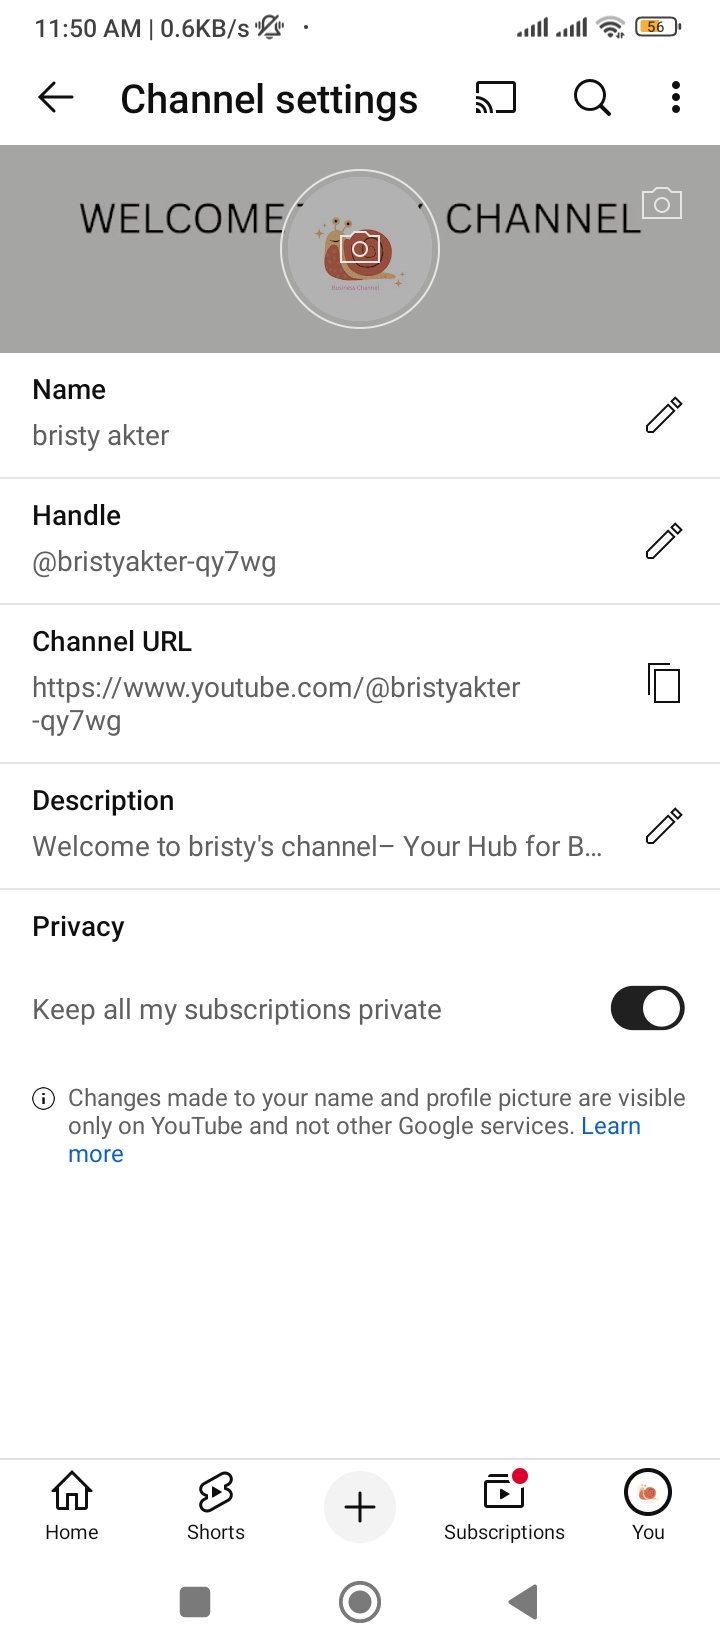 11:50 AM | 0.6KB/s
56
Channel settings
WELCOME CHANNEL
Business Channel
Name
bristy akter
Handle
@bristyakter-qy7wg
Channel URL
https://www.youtube.com/@bristyakter
-qy7wg
Description
Welcome to bristy's channel– Your Hub for B...
Privacy
Keep all my subscriptions private
Changes made to your name and profile picture are visible
only on YouTube and not other Google services. Learn
more
Home
Shorts
Subscriptions
You